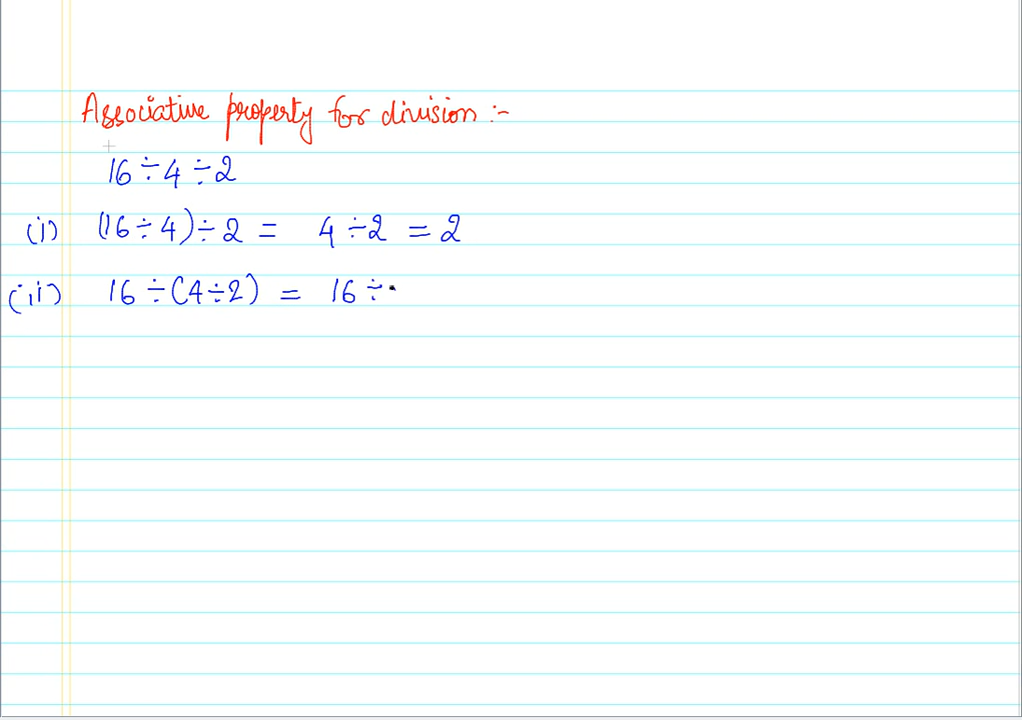 Associative property for division :-
16 ÷ 4 ÷ 2
(i) (16 ÷ 4) ÷ 2 = 4 ÷ 2 = 2
(ii) 16 ÷ (4 ÷ 2) = 16 ÷